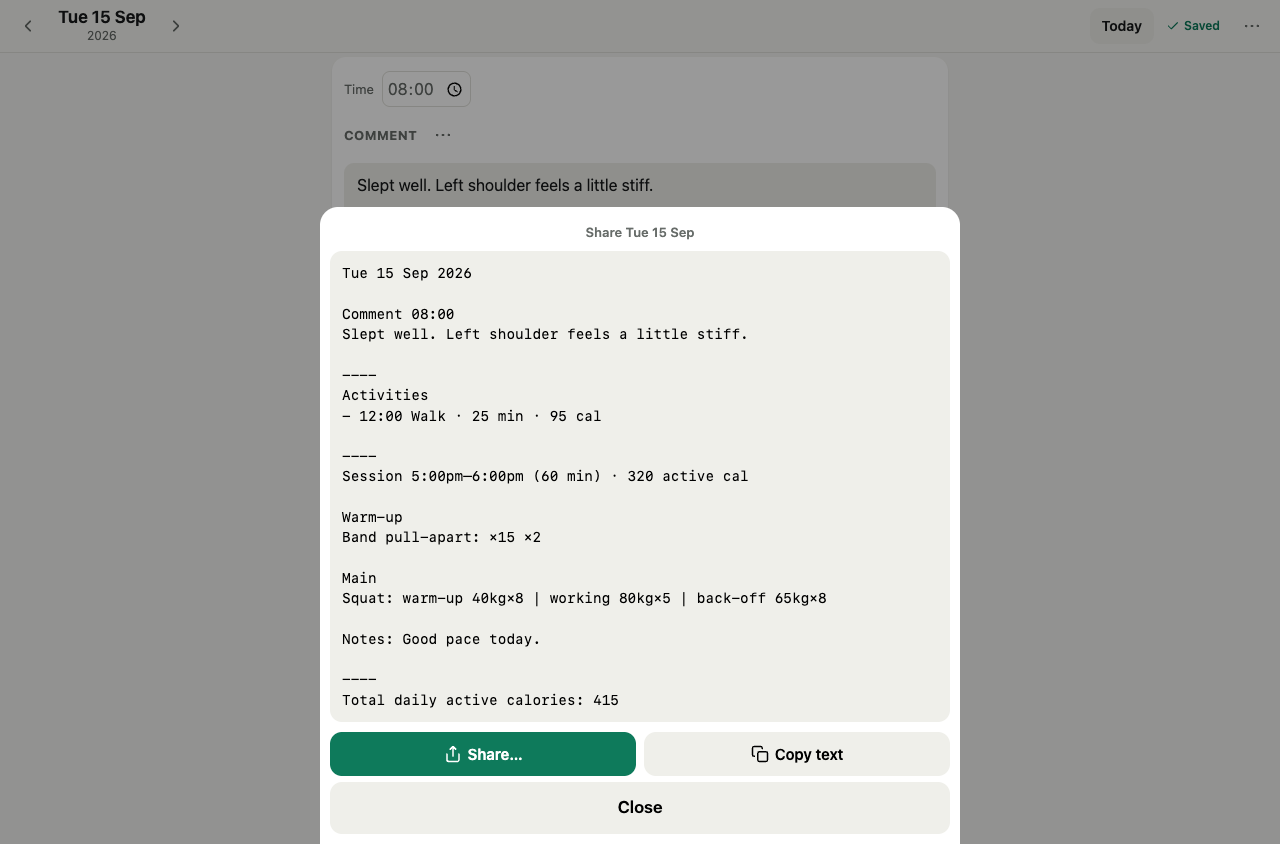 Tue 15 Sep
2026
Today
Saved
Time 08:00
COMMENT
Slept well. Left shoulder feels a little stiff.
Share Tue 15 Sep
Tue 15 Sep 2026
Comment 08:00
Slept well. Left shoulder feels a little stiff.
----
Activities
- 12:00 Walk · 25 min · 95 cal
----
Session 5:00pm–6:00pm (60 min) · 320 active cal
Warm-up
Band pull-apart: ×15 ×2
Main
Squat: warm-up 40kg×8 | working 80kg×5 | back-off 65kg×8
Notes: Good pace today.
----
Total daily active calories: 415
Share...
Copy text
Close